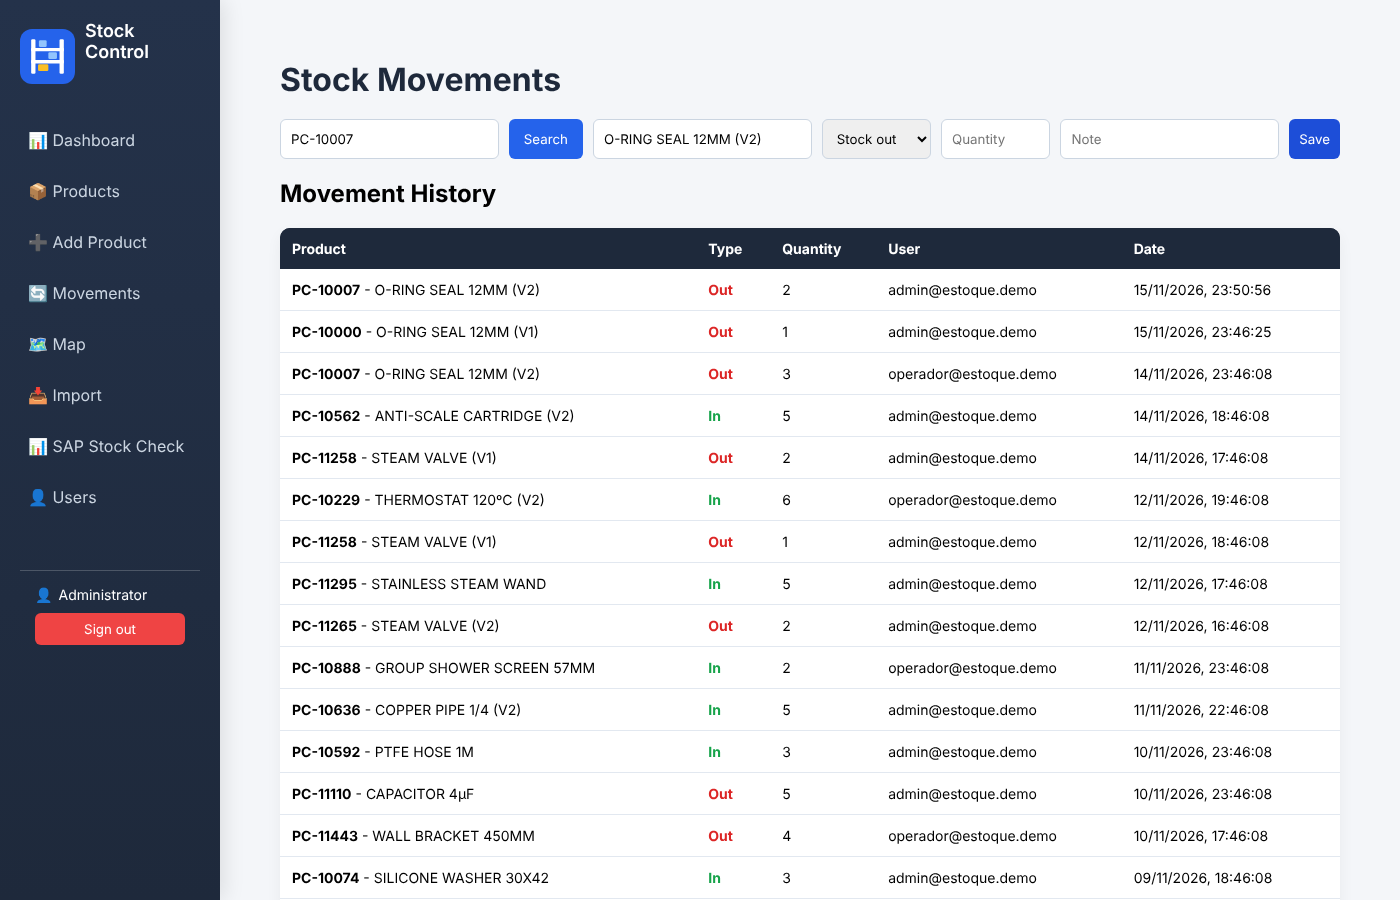 Stock
Control
Dashboard
Products
Add Product
Movements
Map
Import
SAP Stock Check
Users
Administrator
Sign out
Stock Movements
PC-10007 Search O-RING SEAL 12MM (V2) Stock out Quantity Note Save
Movement History
Product Type Quantity User Date
PC-10007 - O-RING SEAL 12MM (V2) Out 2 admin@estoque.demo 15/11/2026, 23:50:56
PC-10000 - O-RING SEAL 12MM (V1) Out 1 admin@estoque.demo 15/11/2026, 23:46:25
PC-10007 - O-RING SEAL 12MM (V2) Out 3 operador@estoque.demo 14/11/2026, 23:46:08
PC-10562 - ANTI-SCALE CARTRIDGE (V2) In 5 admin@estoque.demo 14/11/2026, 18:46:08
PC-11258 - STEAM VALVE (V1) Out 2 admin@estoque.demo 14/11/2026, 17:46:08
PC-10229 - THERMOSTAT 120ºC (V2) In 6 operador@estoque.demo 12/11/2026, 19:46:08
PC-11258 - STEAM VALVE (V1) Out 1 admin@estoque.demo 12/11/2026, 18:46:08
PC-11295 - STAINLESS STEAM WAND In 5 admin@estoque.demo 12/11/2026, 17:46:08
PC-11265 - STEAM VALVE (V2) Out 2 admin@estoque.demo 12/11/2026, 16:46:08
PC-10888 - GROUP SHOWER SCREEN 57MM In 2 operador@estoque.demo 11/11/2026, 23:46:08
PC-10636 - COPPER PIPE 1/4 (V2) In 5 admin@estoque.demo 11/11/2026, 22:46:08
PC-10592 - PTFE HOSE 1M In 3 admin@estoque.demo 10/11/2026, 23:46:08
PC-11110 - CAPACITOR 4µF Out 5 admin@estoque.demo 10/11/2026, 23:46:08
PC-11443 - WALL BRACKET 450MM Out 4 operador@estoque.demo 10/11/2026, 17:46:08
PC-10074 - SILICONE WASHER 30X42 In 3 admin@estoque.demo 09/11/2026, 18:46:08